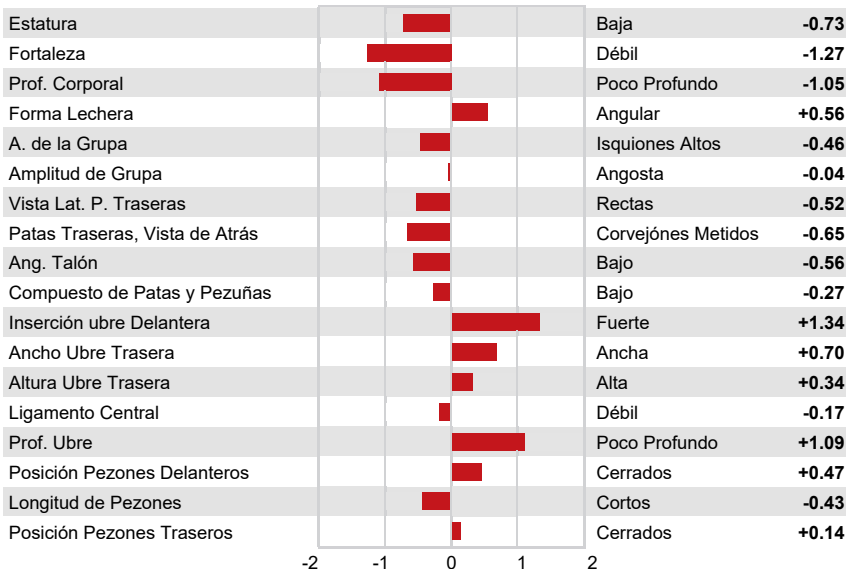 Estatura Baja -0.73
Fortaleza Débil -1.27
Prof. Corporal Poco Profundo -1.05
Forma Lechera Angular +0.56
A. de la Grupa Isquiones Altos -0.46
Amplitud de Grupa Angosta -0.04
Vista Lat. P. Traseras Rectas -0.52
Patas Traseras, Vista de Atrás Corvejónes Metidos -0.65
Ang. Talón Bajo -0.56
Compuesto de Patas y Pezuñas Bajo -0.27
Inserción ubre Delantera Fuerte +1.34
Ancho Ubre Trasera Ancha +0.70
Altura Ubre Trasera Alta +0.34
Ligamento Central Débil -0.17
Prof. Ubre Poco Profundo +1.09
Posición Pezones Delanteros Cerrados +0.47
Longitud de Pezones Cortos -0.43
Posición Pezones Traseros Cerrados +0.14
-2 -1 0 1 2